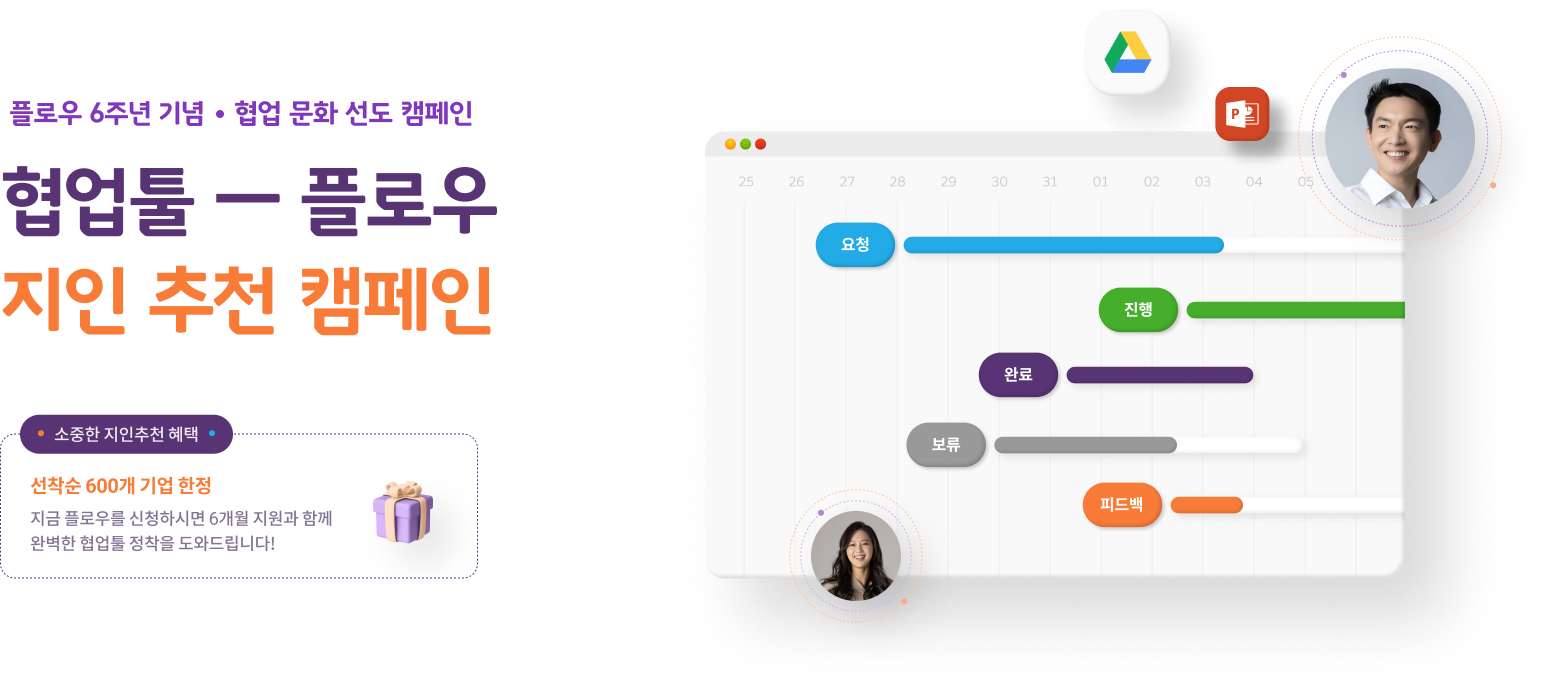 플로우 6주년 기념 • 협업 문화 선도 캠페인
협업툴 — 플로우
지인 추천 캠페인
소중한 지인추천 혜택
선착순 600개 기업 한정
지금 플로우를 신청하시면 6개월 지원과 함께
완벽한 협업툴 정착을 도와드립니다!
P
25 26 27 28 29 30 31 01 02 03 04 05
요청
진행
완료
보류
피드백